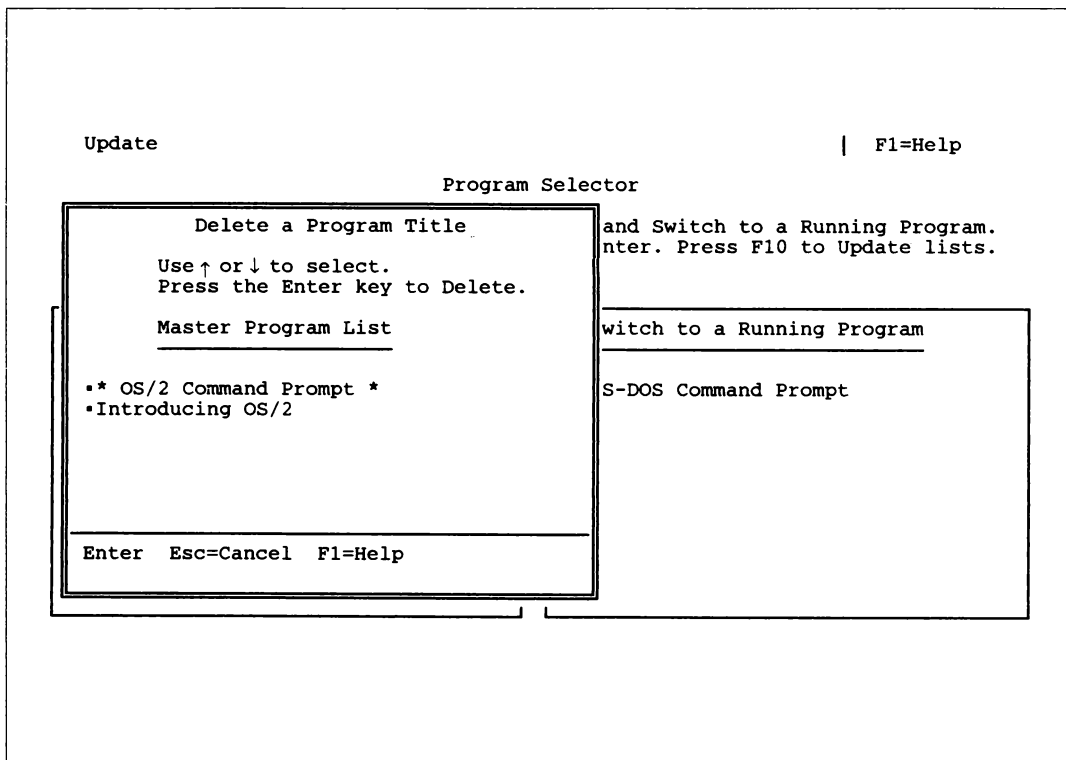 Update | F1=Help
Program Selector
Delete a Program Title
and Switch to a Running Program.
nter. Press F10 to Update lists.
Use ↑ or ↓ to select.
Press the Enter key to Delete.
Master Program List
witch to a Running Program
▪* OS/2 Command Prompt *
S-DOS Command Prompt
▪Introducing OS/2
Enter Esc=Cancel F1=Help